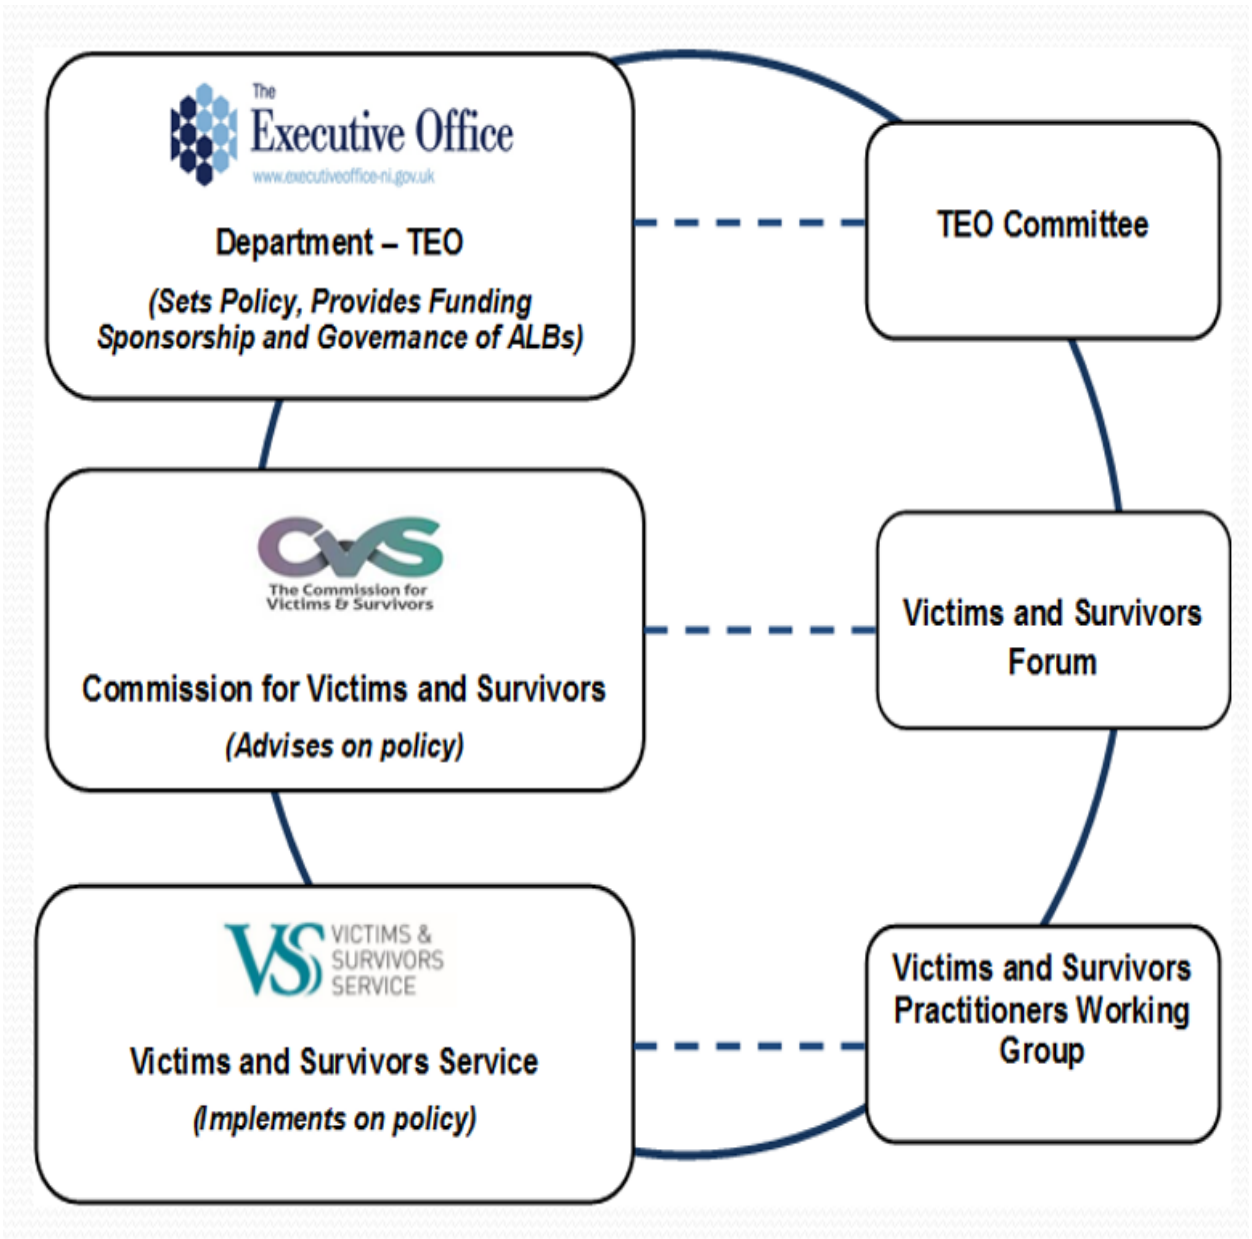 The
Executive Office
www.executiveoffice-ni.gov.uk
Department – TEO
(Sets Policy, Provides Funding
Sponsorship and Governance of ALBs)
TEO Committee
CVS
The Commission for
Victims & Survivors
Commission for Victims and Survivors
(Advises on policy)
Victims and Survivors
Forum
VSS
VICTIMS &
SURVIVORS
SERVICE
Victims and Survivors Service
(Implements on policy)
Victims and Survivors
Practitioners Working
Group